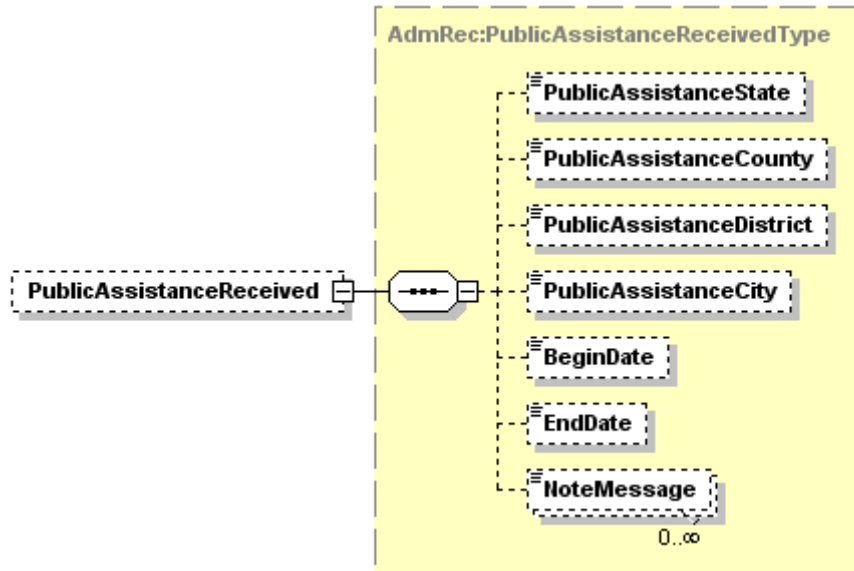 AdmRec:PublicAssistanceReceivedType
PublicAssistanceState
PublicAssistanceCounty
PublicAssistanceDistrict
PublicAssistanceReceived
PublicAssistanceCity
BeginDate
EndDate
NoteMessage
0..∞